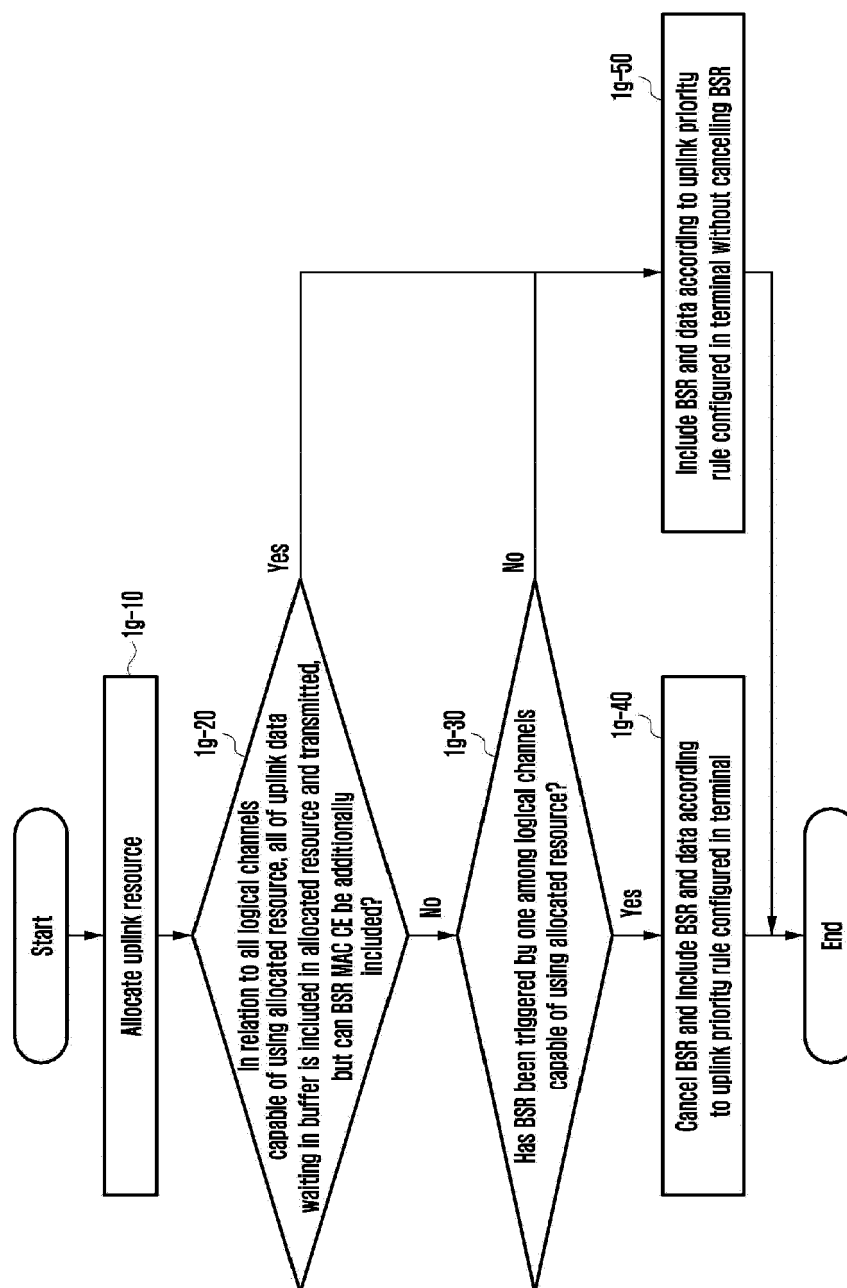 Start
1g-10
Allocate uplink resource
1g-20
In relation to all logical channels
capable of using allocated resource, all of uplink data
waiting in buffer is included in allocated resource and transmitted,
but can BSR MAC CE be additionally
included?
Yes
No
1g-30
Has BSR been triggered by one among logical channels
capable of using allocated resource?
No
Yes
1g-40
Cancel BSR and include BSR and data according
to uplink priority rule configured in terminal
1g-50
Include BSR and data according to uplink priority
rule configured in terminal without cancelling BSR
End